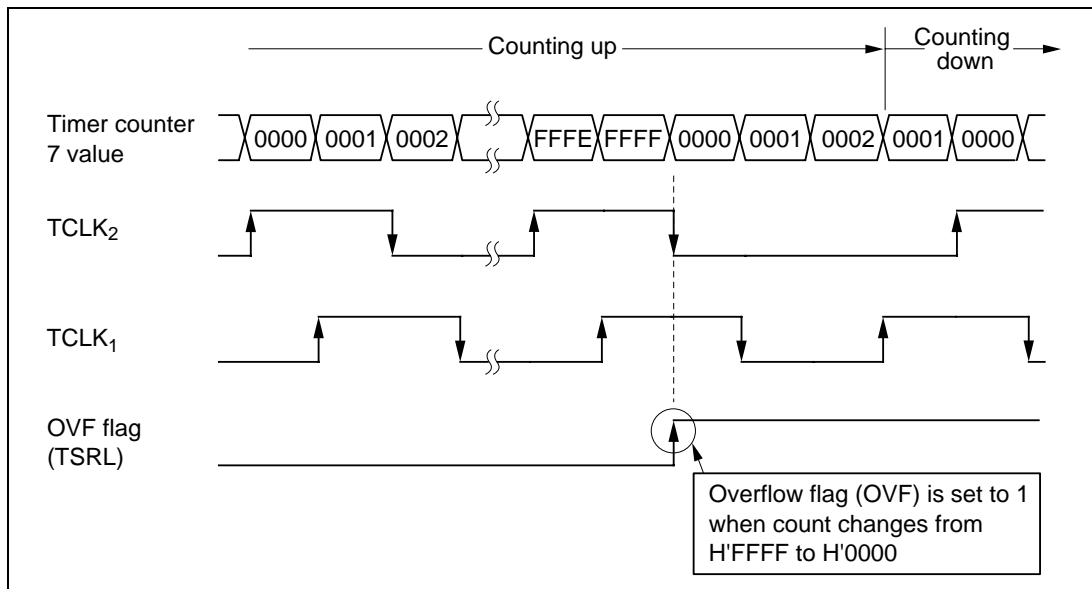 Counting up
Counting
down
Timer counter
7 value
0000 0001 0002 FFFE FFFF 0000 0001 0002 0001 0000
TCLK2
TCLK1
OVF flag
(TSRL)
Overflow flag (OVF) is set to 1
when count changes from
H'FFFF to H'0000